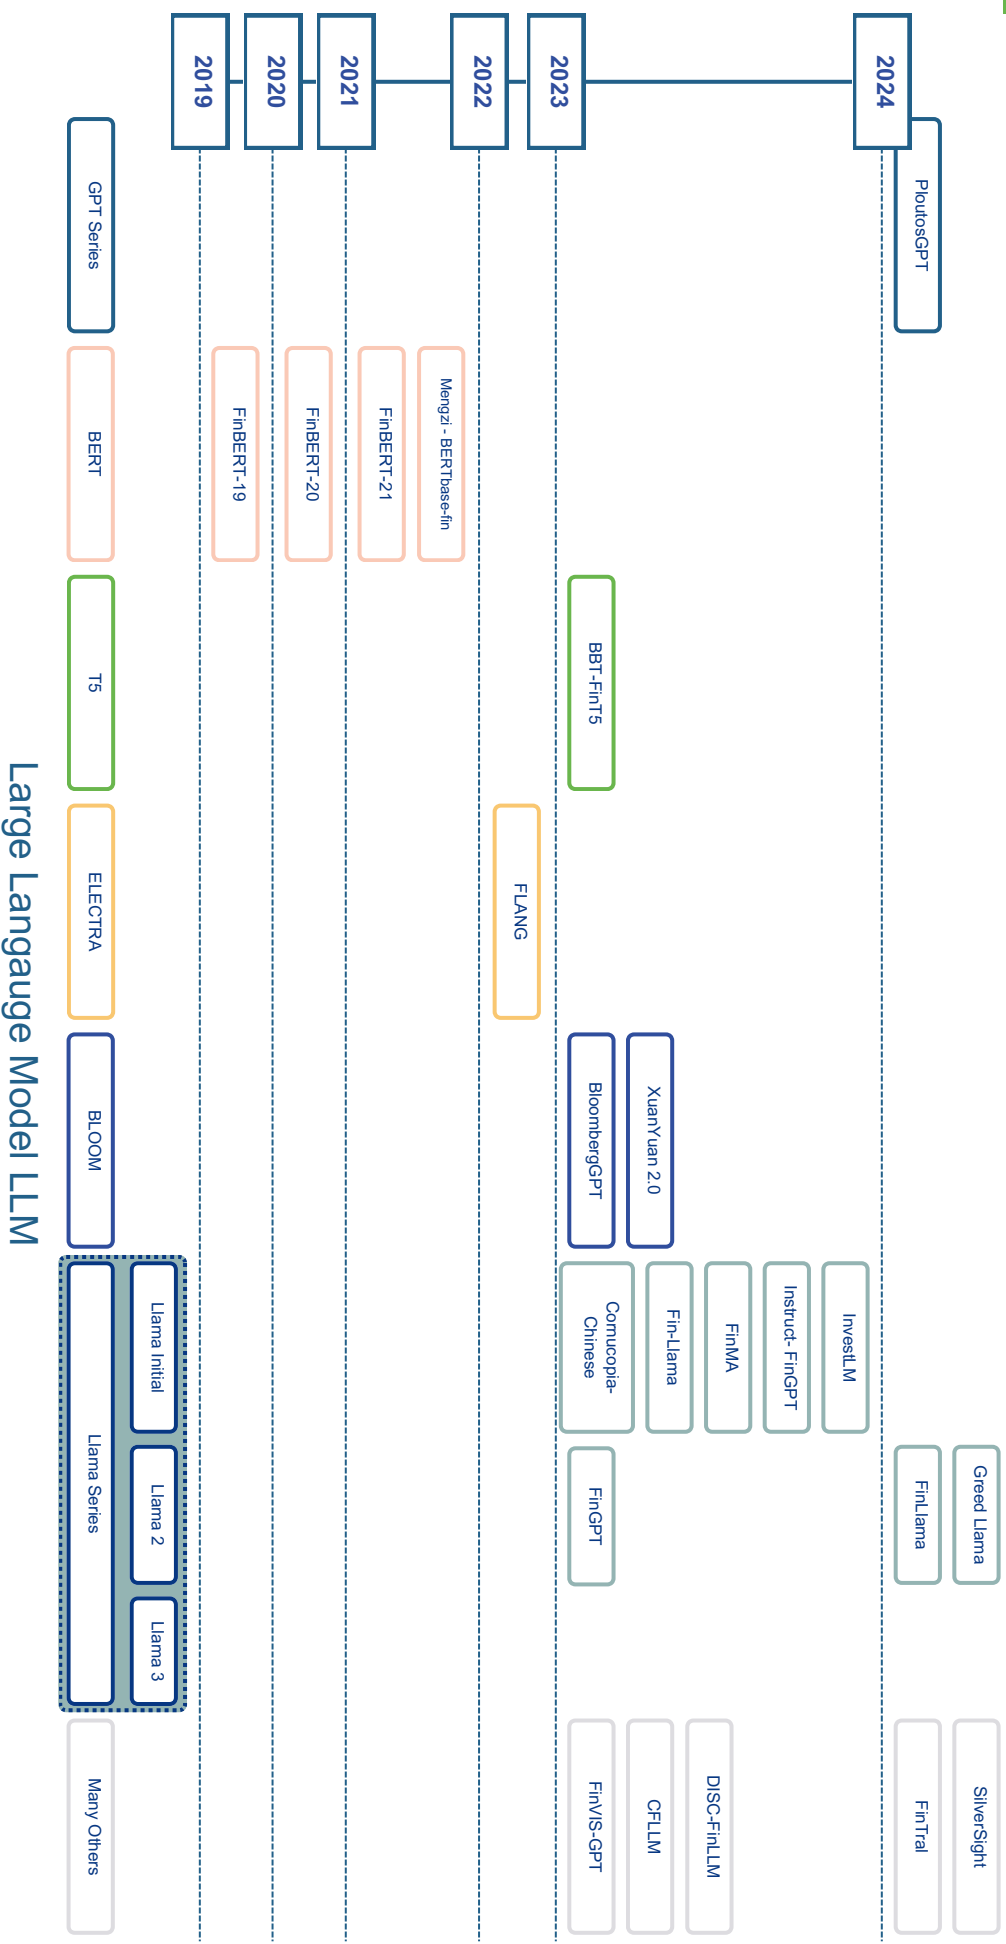 Greed Llama
SilverSight
PloutosGPT
FinLlama
FinTral
2024
InvestLM
Instruct- FinGPT
FinMA
DISC-FinLLM
XuanYuan 2.0
Fin-Llama
CFLLM
BBT-FinT5
BloombergGPT
Cornucopia-
Chinese
FinGPT
FinVIS-GPT
2023
FLANG
2022
Mengzi - BERTbase-fin
FinBERT-21
2021
FinBERT-20
2020
FinBERT-19
2019
Llama Initial
Llama 2
Llama 3
GPT Series
BERT
T5
ELECTRA
BLOOM
Llama Series
Many Others
Large Langauge Model LLM